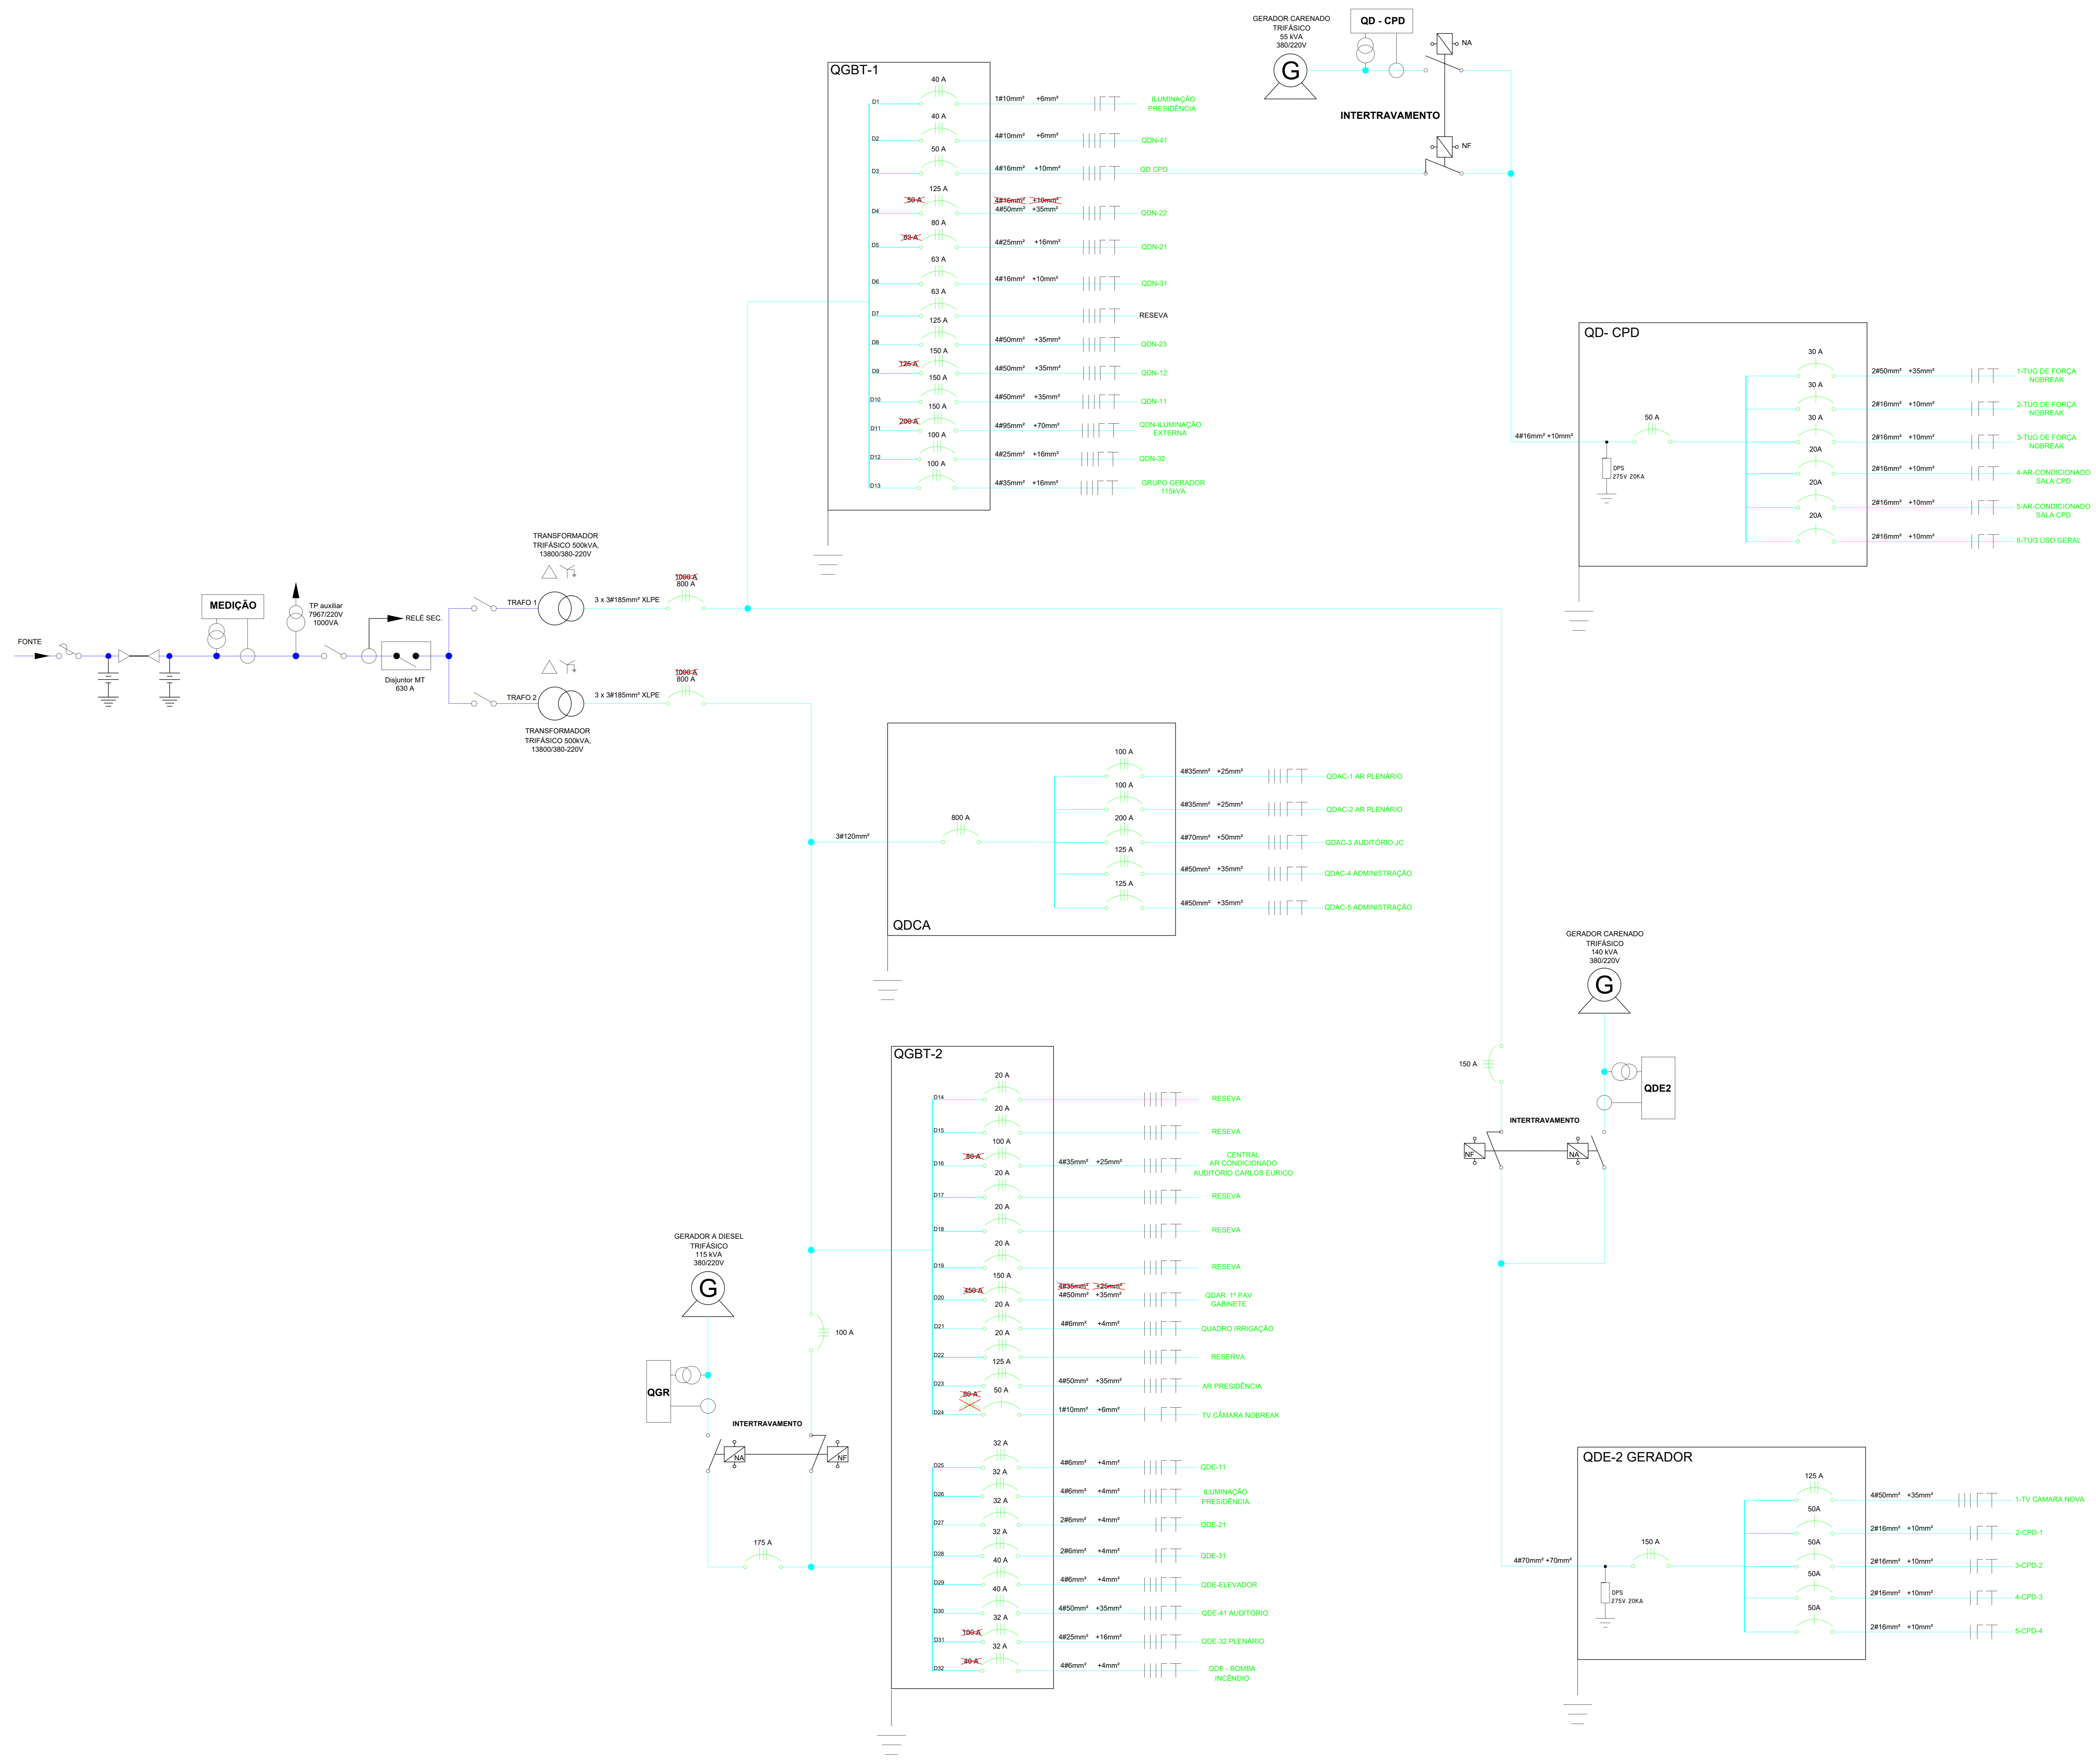 GERADOR CARENADO
TRIFÁSICO
55 kVA
380/220V
G
QD - CPD
NA
INTERTRAVAMENTO
NF
QGBT-1
40 A
D1
1#10mm² +6mm²
ILUMINAÇÃO
PRESIDÊNCIA
40 A
D2
4#10mm² +6mm²
QDN-41
50 A
D3
4#16mm² +10mm²
QD CPD
125 A
50 A
4#16mm² +10mm²
D4
4#50mm² +35mm²
QDN-22
80 A
63 A
D5
4#25mm² +16mm²
QDN-21
63 A
D6
4#16mm² +10mm²
QDN-31
63 A
D7
RESEVA
125 A
D8
4#50mm² +35mm²
QDN-23
150 A
125 A
D9
4#50mm² +35mm²
QDN-12
150 A
D10
4#50mm² +35mm²
QDN-11
150 A
200 A
D11
4#95mm² +70mm²
QDN-ILUMINAÇÃO
EXTERNA
100 A
D12
4#25mm² +16mm²
QDN-32
100 A
D13
4#35mm² +16mm²
GRUPO GERADOR
115kVA
QD- CPD
30 A
2#50mm² +35mm²
1-TUG DE FORÇA
NOBREAK
30 A
2#16mm² +10mm²
2-TUG DE FORÇA
NOBREAK
30 A
2#16mm² +10mm²
3-TUG DE FORÇA
NOBREAK
4#16mm² +10mm²
50 A
DPS
275V 20KA
20A
2#16mm² +10mm²
4-AR-CONDICIONADO
SALA CPD
20A
2#16mm² +10mm²
5-AR-CONDICIONADO
SALA CPD
20A
2#16mm² +10mm²
6-TUG USO GERAL
FONTE
MEDIÇÃO
TP auxiliar
7967/220V
1000VA
RELÉ SEC.
Disjuntor MT
630 A
TRANSFORMADOR
TRIFÁSICO 500kVA,
13800/380-220V
TRAFO 1
3 x 3#185mm² XLPE
1000 A
800 A
TRAFO 2
3 x 3#185mm² XLPE
1000 A
800 A
TRANSFORMADOR
TRIFÁSICO 500kVA,
13800/380-220V
3#120mm²
800 A
100 A
4#35mm² +25mm²
QDAC-1 AR PLENÁRIO
100 A
4#35mm² +25mm²
QDAC-2 AR PLENÁRIO
200 A
4#70mm² +50mm²
QDAC-3 AUDITÓRIO JC
125 A
4#50mm² +35mm²
QDAC-4 ADMINISTRAÇÃO
125 A
4#50mm² +35mm²
QDAC-5 ADMINISTRAÇÃO
QDCA
GERADOR CARENADO
TRIFÁSICO
140 kVA
380/220V
G
QDE2
150 A
INTERTRAVAMENTO
NF
NA
QGBT-2
20 A
D14
RESEVA
20 A
D15
RESEVA
100 A
80 A
D16
4#35mm² +25mm²
CENTRAL
AR CONDICIONADO
AUDITÓRIO CARLOS EURICO
20 A
D17
RESEVA
20 A
D18
RESEVA
20 A
D19
RESEVA
150 A
450 A
4#35mm² +25mm²
D20
4#50mm² +35mm²
QDAR 1º PAV
GABINETE
20 A
D21
4#6mm² +4mm²
QUADRO IRRIGAÇÃO
20 A
D22
RESERVA
125 A
D23
4#50mm² +35mm²
AR PRESIDÊNCIA
80 A
50 A
D24
1#10mm² +6mm²
TV CÂMARA NOBREAK
32 A
D25
4#6mm² +4mm²
QDE-11
32 A
D26
4#6mm² +4mm²
ILUMINAÇÃO
PRESIDÊNCIA
32 A
D27
2#6mm² +4mm²
QDE-21
32 A
D28
2#6mm² +4mm²
QDE-31
40 A
D29
4#6mm² +4mm²
QDE-ELEVADOR
40 A
D30
4#50mm² +35mm²
QDE-41 AUDITÓRIO
32 A
100 A
D31
4#25mm² +16mm²
QDE-32 PLENÁRIO
32 A
40 A
D32
4#6mm² +4mm²
QDE - BOMBA
INCÊNDIO
GERADOR A DIESEL
TRIFÁSICO
115 kVA
380/220V
G
100 A
QGR
INTERTRAVAMENTO
NA
NF
175 A
QDE-2 GERADOR
125 A
4#50mm² +35mm²
1-TV CAMARA NOVA
50A
2#16mm² +10mm²
2-CPD-1
4#70mm² +70mm²
150 A
DPS
275V 20KA
50A
2#16mm² +10mm²
3-CPD-2
50A
2#16mm² +10mm²
4-CPD-3
50A
2#16mm² +10mm²
5-CPD-4